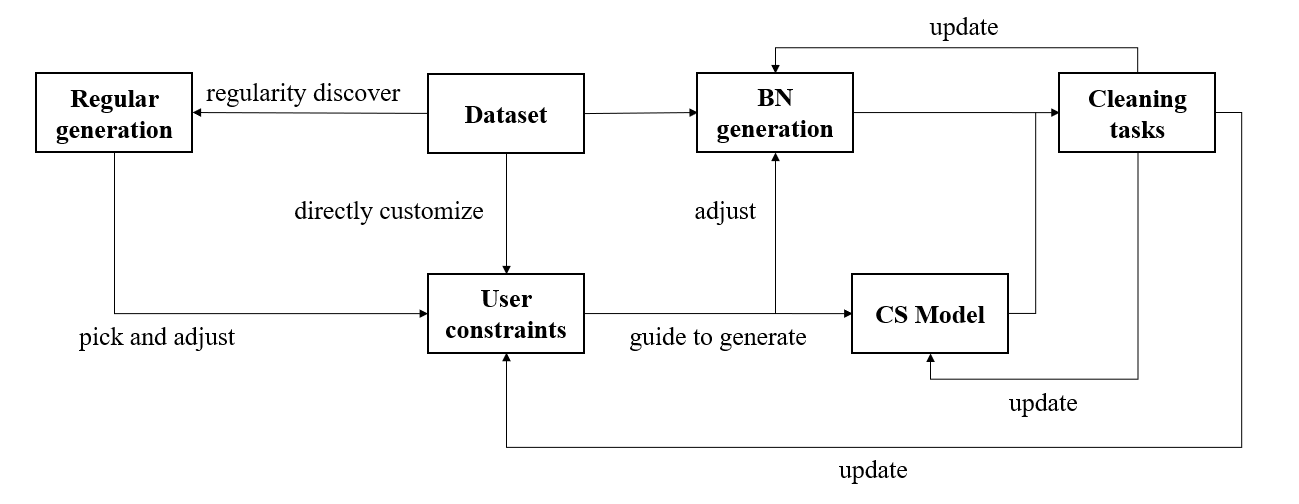 update
Regular
generation
regularity discover
Dataset
BN
generation
Cleaning
tasks
directly customize
adjust
User
constraints
CS Model
pick and adjust
guide to generate
update
update